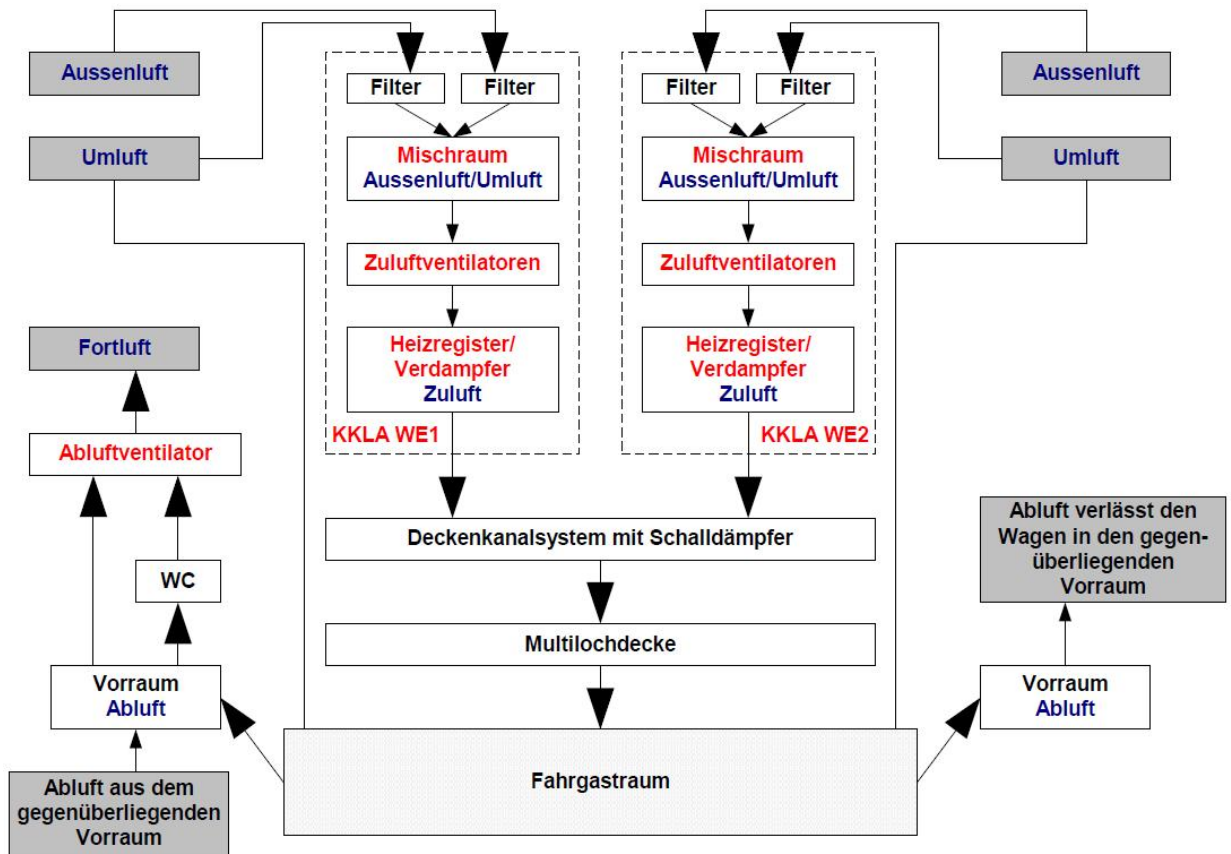 Aussenluft
Umluft
Filter
Filter
Mischraum
Aussenluft/Umluft
Zuluftventilatoren
Heizregister/
Verdampfer
Zuluft
KKLA WE1
Filter
Filter
Mischraum
Aussenluft/Umluft
Zuluftventilatoren
Heizregister/
Verdampfer
Zuluft
KKLA WE2
Aussenluft
Umluft
Fortluft
Abluftventilator
WC
Vorraum
Abluft
Abluft aus dem
gegenüberliegenden
Vorraum
Deckenkanalsystem mit Schalldämpfer
Multilochdecke
Fahrgastraum
Abluft verlässt den
Wagen in den gegen-
überliegenden
Vorraum
Vorraum
Abluft